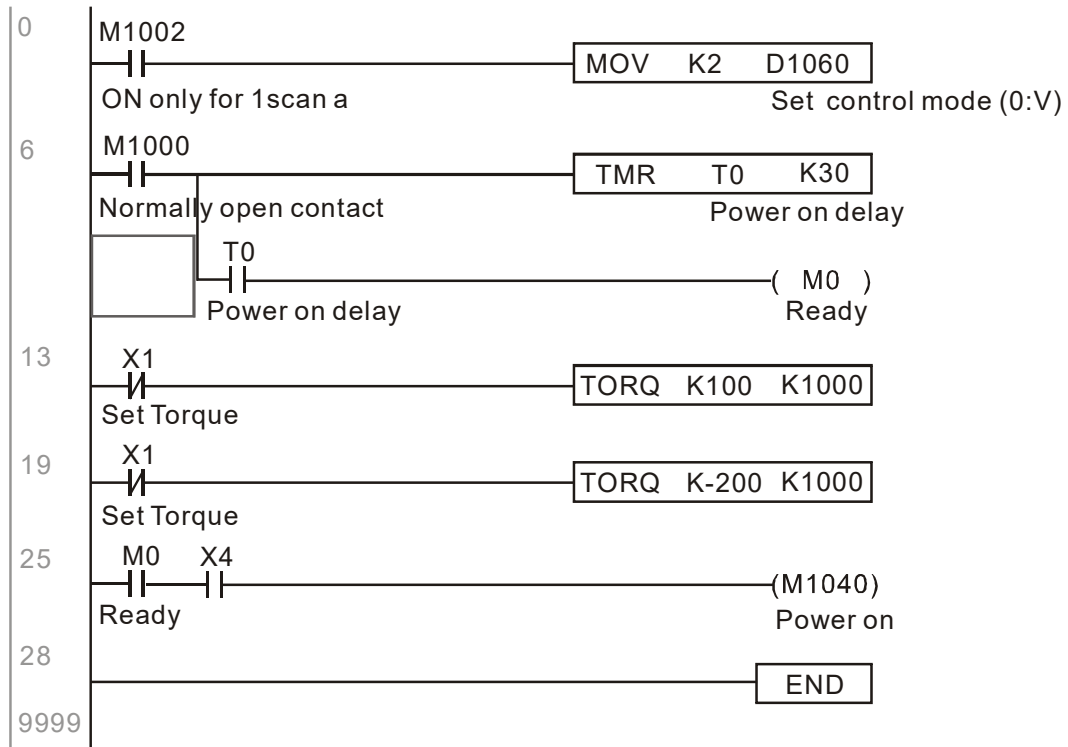 0
M1002
MOV K2 D1060
ON only for 1scan a
Set control mode (0:V)
6
M1000
TMR T0 K30
Normally open contact
Power on delay
T0
( M0 )
Power on delay
Ready
13
X1
TORQ K100 K1000
Set Torque
19
X1
TORQ K-200 K1000
Set Torque
25
M0 X4
(M1040)
Ready
Power on
28
END
9999